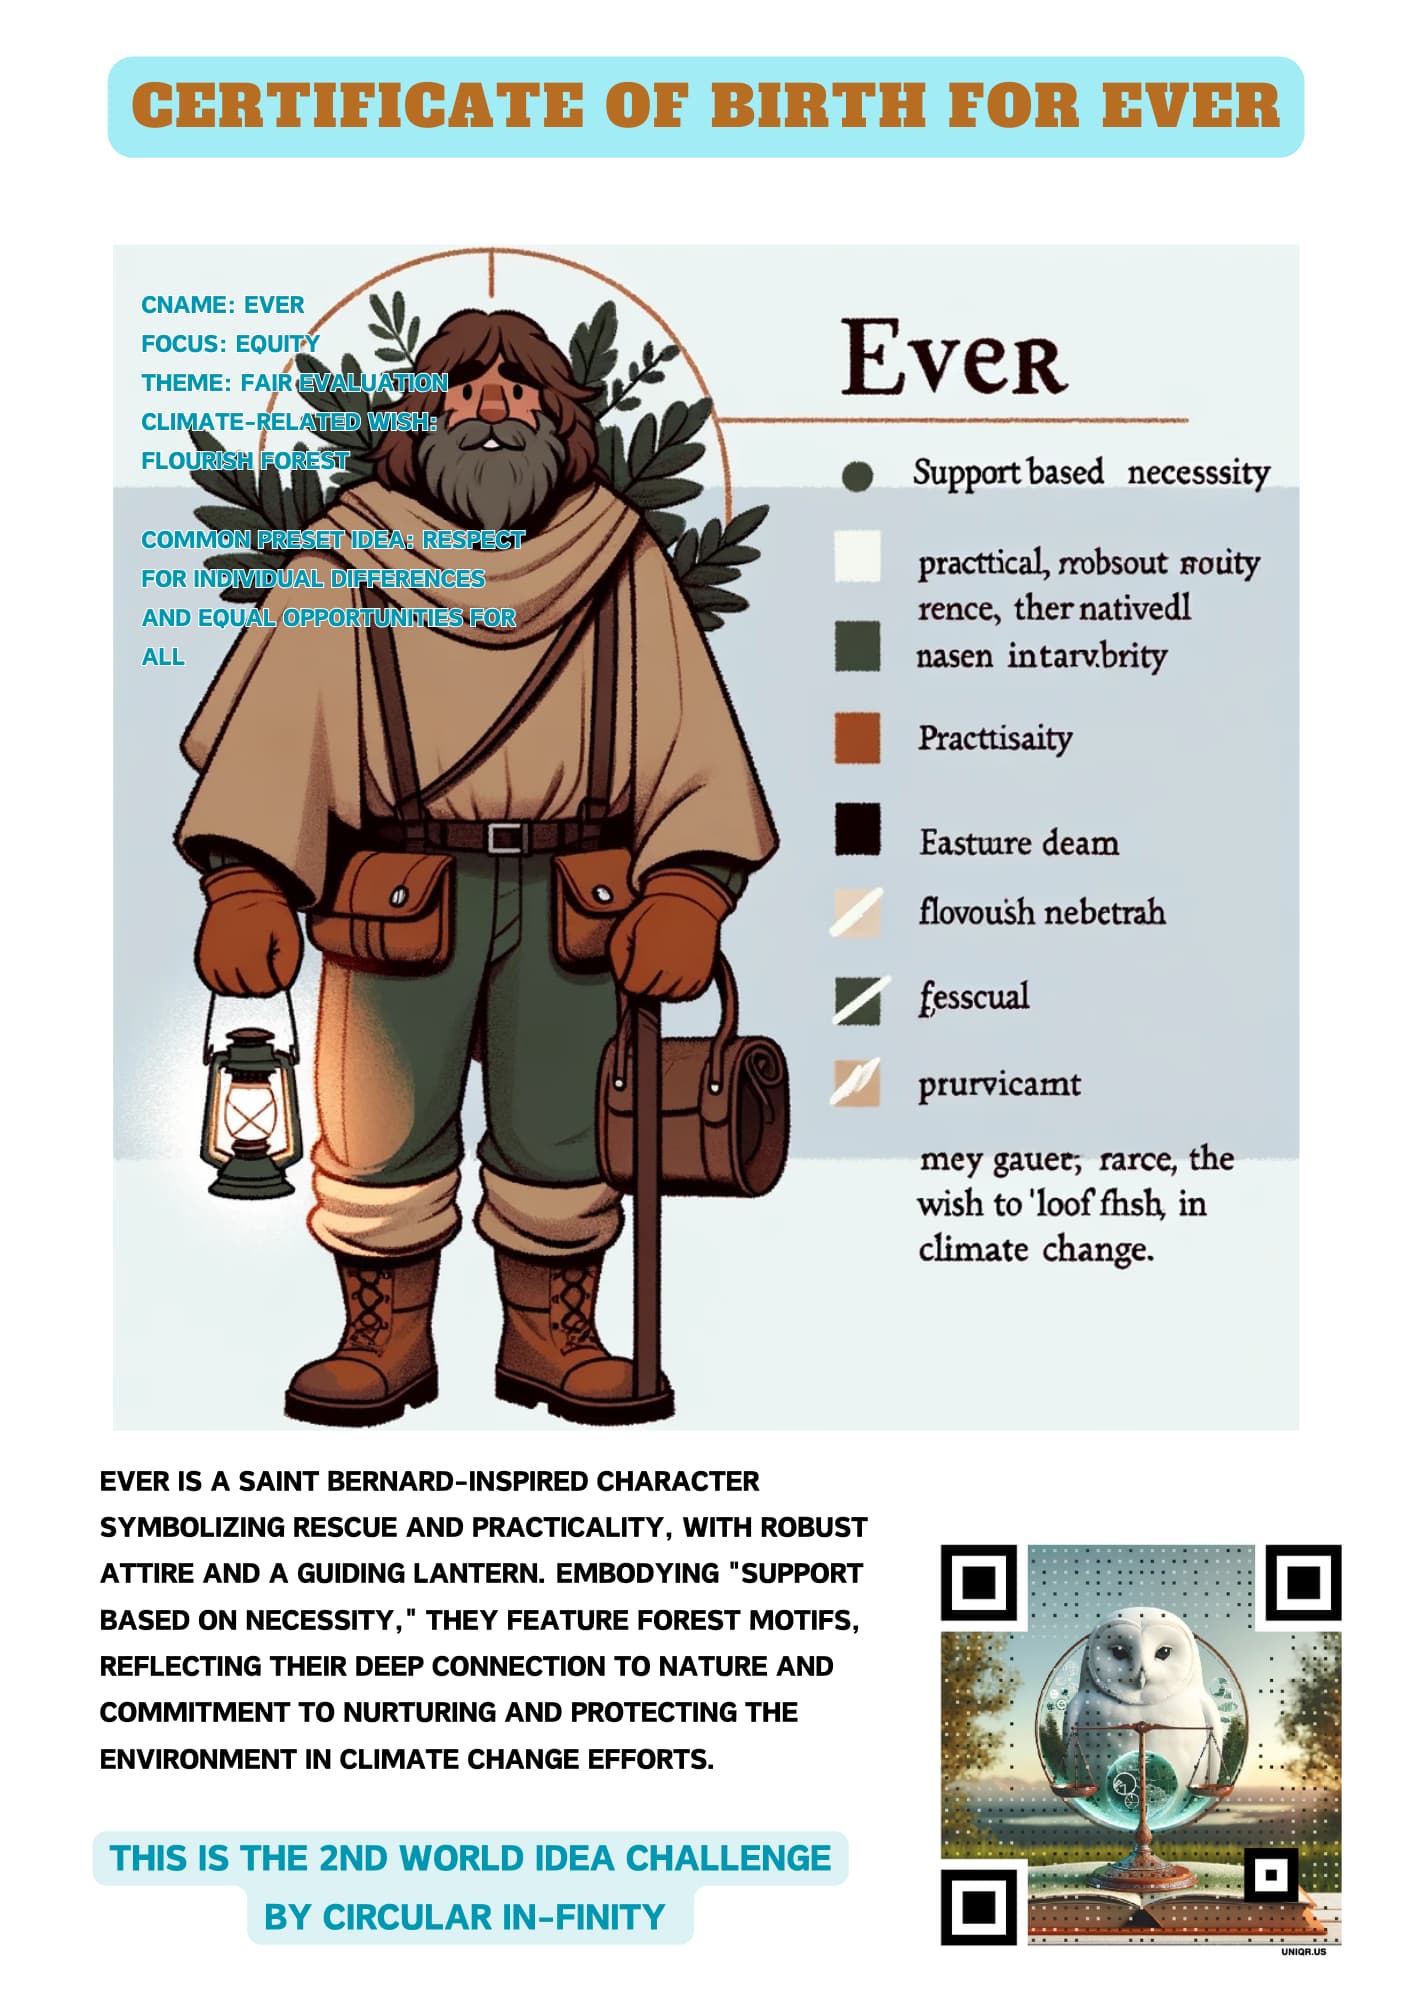 CERTIFICATE OF BIRTH FOR EVER
CNAME: EVER
FOCUS: EQUITY
THEME: FAIR EVALUATION
CLIMATE-RELATED WISH:
FLOURISH FOREST
COMMON PRESET IDEA: RESPECT
FOR INDIVIDUAL DIFFERENCES
AND EQUAL OPPORTUNITIES FOR
ALL
Ever
Support based necesssity
practtical, rrobsout rouity
rence, ther nativedl
nasen intarv.brity
Practtisaity
Easture deam
flovoush nebetrah
fesscual
prurvicamt
mey gauer; rarce, the
wish to 'loof fhsh, in
climate change.
EVER IS A SAINT BERNARD-INSPIRED CHARACTER
SYMBOLIZING RESCUE AND PRACTICALITY, WITH ROBUST
ATTIRE AND A GUIDING LANTERN. EMBODYING "SUPPORT
BASED ON NECESSITY," THEY FEATURE FOREST MOTIFS,
REFLECTING THEIR DEEP CONNECTION TO NATURE AND
COMMITMENT TO NURTURING AND PROTECTING THE
ENVIRONMENT IN CLIMATE CHANGE EFFORTS.
THIS IS THE 2ND WORLD IDEA CHALLENGE
BY CIRCULAR IN-FINITY
UNIQR.US